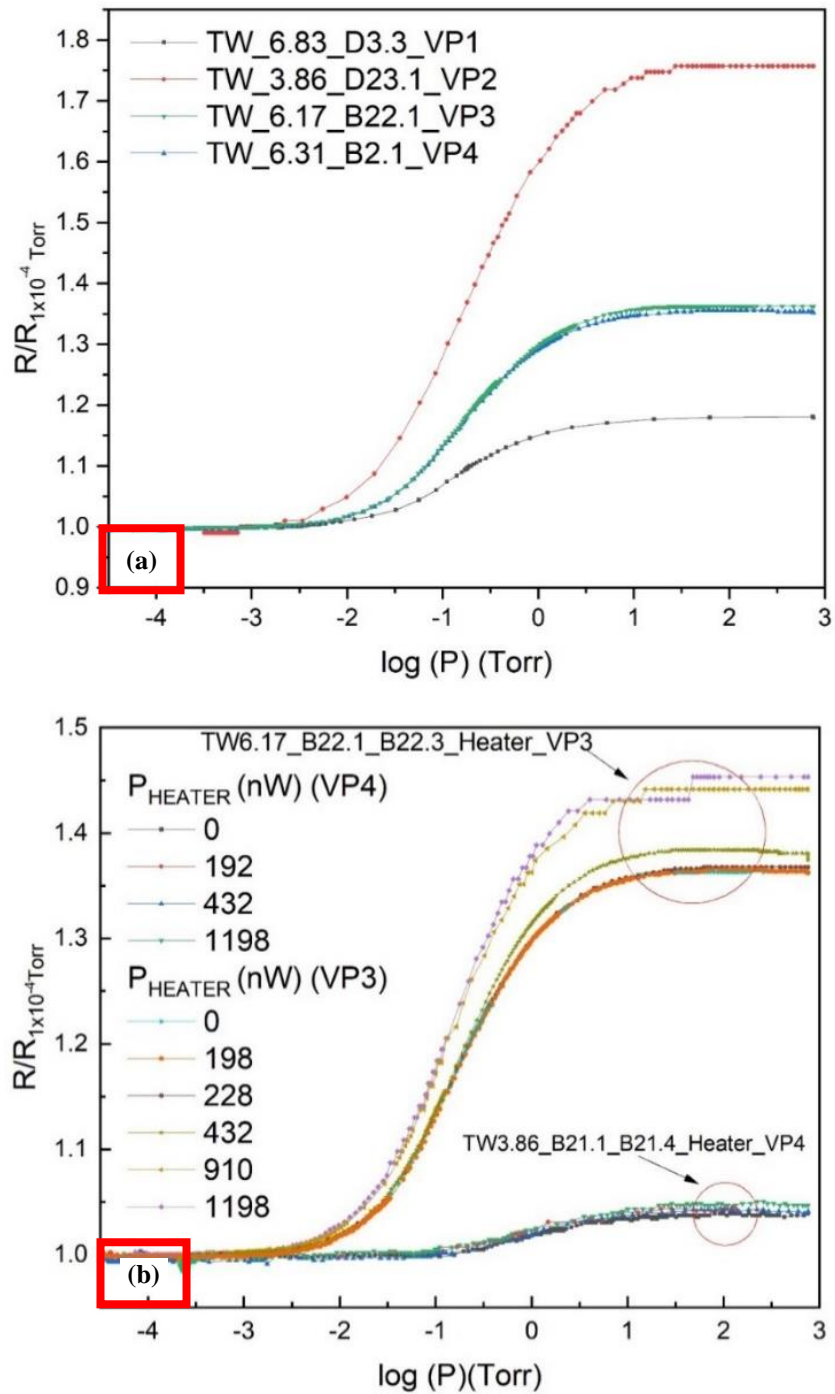 1.8
1.7
1.6
1.5
1.4
1.3
1.2
1.1
1.0
0.9
R/R1x10-4 Torr
TW_6.83_D3.3_VP1
TW_3.86_D23.1_VP2
TW_6.17_B22.1_VP3
TW_6.31_B2.1_VP4
(a)
-4 -3 -2 -1 0 1 2 3
log (P) (Torr)
1.5
1.4
1.3
1.2
1.1
1.0
R/R1x10-4Torr
TW6.17_B22.1_B22.3_Heater_VP3
PHEATER (nW) (VP4)
0
192
432
1198
PHEATER (nW) (VP3)
0
198
228
432
910
1198
TW3.86_B21.1_B21.4_Heater_VP4
(b)
-4 -3 -2 -1 0 1 2 3
log (P)(Torr)